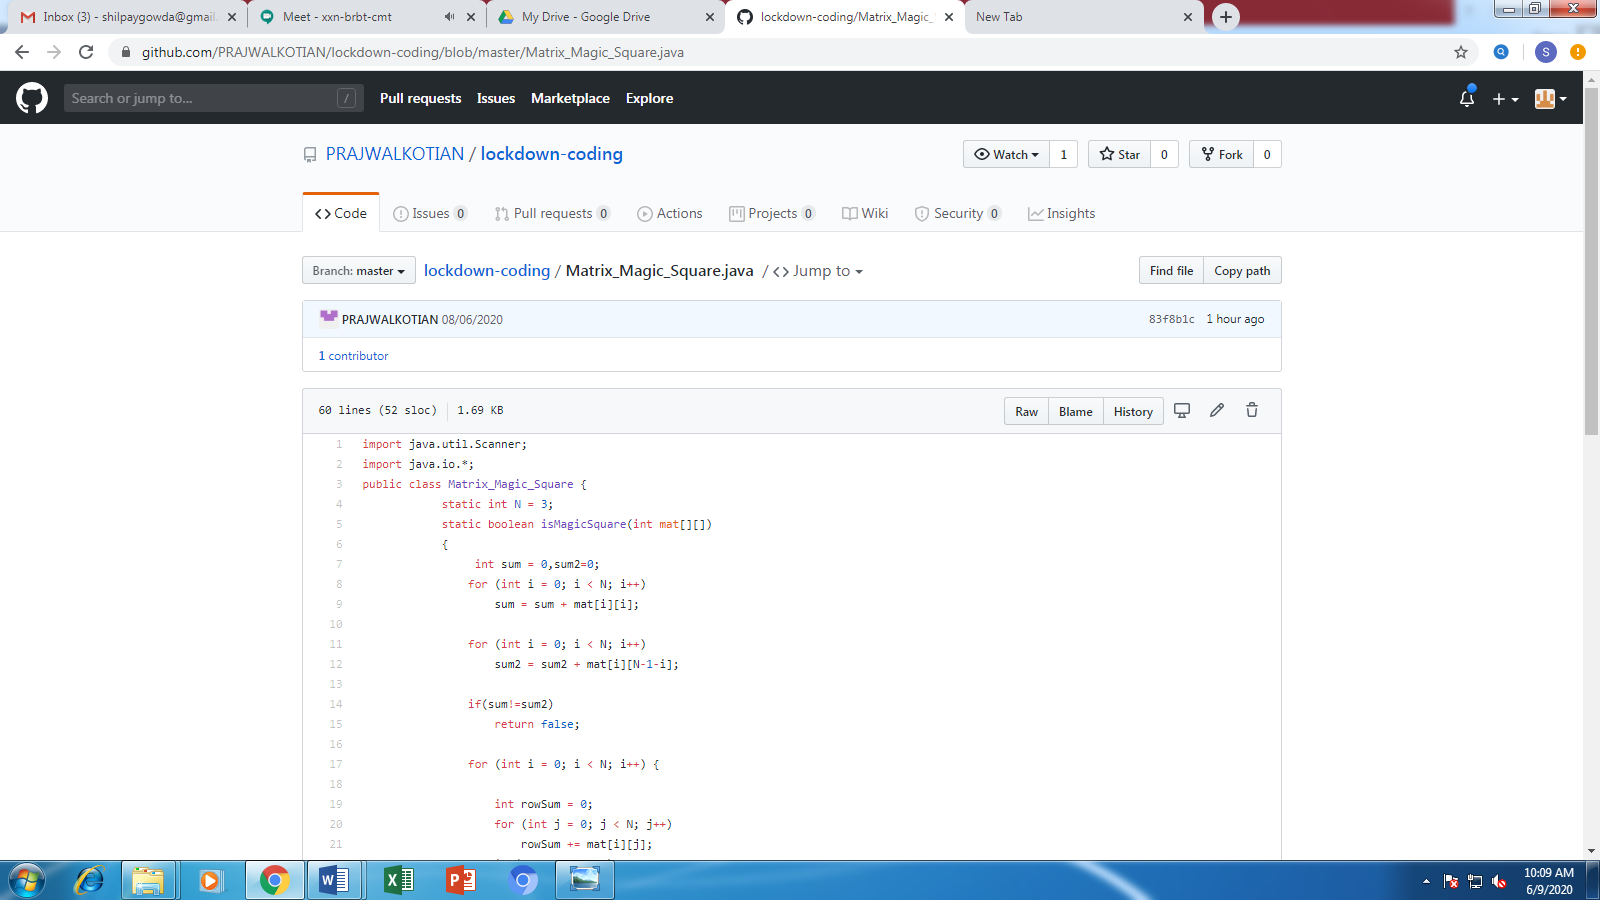 Inbox (3) - shilpaygowda@gmail.
Meet - xxn-brbt-cmt
My Drive - Google Drive
lockdown-coding/Matrix_Magic_
New Tab
github.com/PRAJWALKOTIAN/lockdown-coding/blob/master/Matrix_Magic_Square.java
S
Search or jump to... /
Pull requests Issues Marketplace Explore
PRAJWALKOTIAN / lockdown-coding
Watch 1 Star 0 Fork 0
Code Issues 0 Pull requests 0 Actions Projects 0 Wiki Security 0 Insights
Branch: master lockdown-coding / Matrix_Magic_Square.java / <> Jump to
Find file Copy path
PRAJWALKOTIAN 08/06/2020 83f8b1c 1 hour ago
1 contributor
60 lines (52 sloc) 1.69 KB Raw Blame History
1 import java.util.Scanner;
2 import java.io.*;
3 public class Matrix_Magic_Square {
4 static int N = 3;
5 static boolean isMagicSquare(int mat[][])
6 {
7 int sum = 0,sum2=0;
8 for (int i = 0; i < N; i++)
9 sum = sum + mat[i][i];
10
11 for (int i = 0; i < N; i++)
12 sum2 = sum2 + mat[i][N-1-i];
13
14 if(sum!=sum2)
15 return false;
16
17 for (int i = 0; i < N; i++) {
18
19 int rowSum = 0;
20 for (int j = 0; j < N; j++)
21 rowSum += mat[i][j];
10:09 AM
6/9/2020